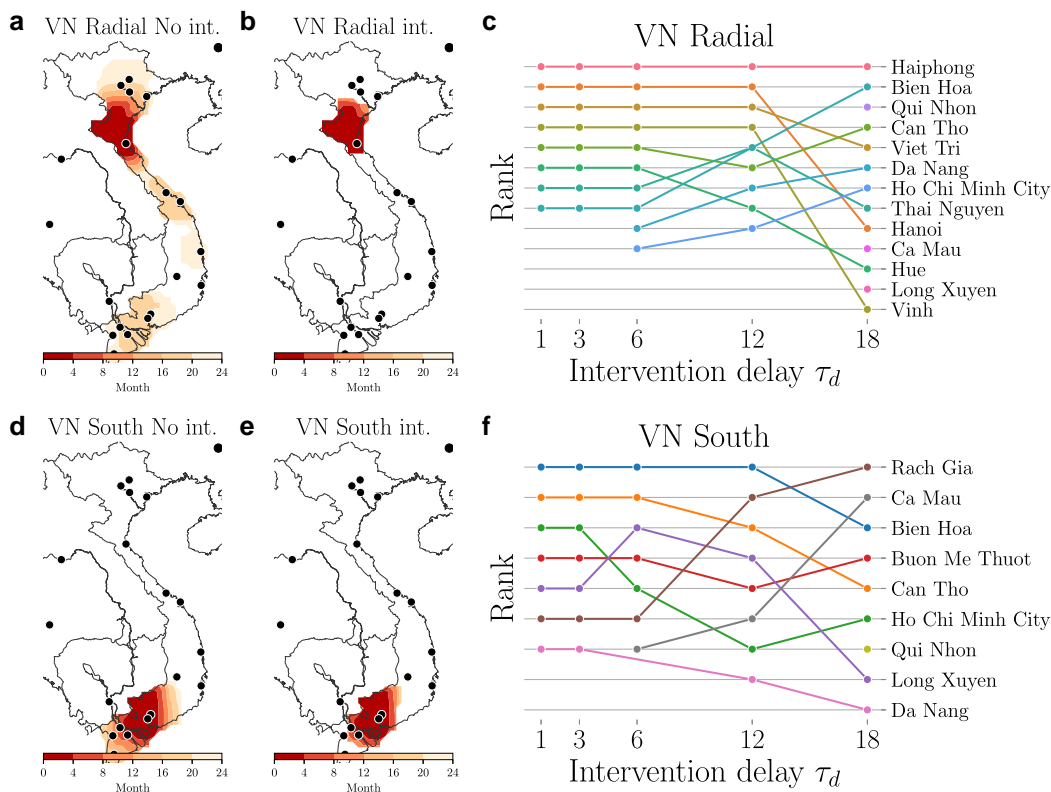 a VN Radial No int.
b VN Radial int.
c VN Radial
0 4 8 12 16 20 24
Month
0 4 8 12 16 20 24
Month
Rank
Haiphong
Bien Hoa
Qui Nhon
Can Tho
Viet Tri
Da Nang
Ho Chi Minh City
Thai Nguyen
Hanoi
Ca Mau
Hue
Long Xuyen
Vinh
1 3 6 12 18
Intervention delay τd
d VN South No int.
e VN South int.
f VN South
0 4 8 12 16 20 24
Month
0 4 8 12 16 20 24
Month
Rank
Rach Gia
Ca Mau
Bien Hoa
Buon Me Thuot
Can Tho
Ho Chi Minh City
Qui Nhon
Long Xuyen
Da Nang
1 3 6 12 18
Intervention delay τd